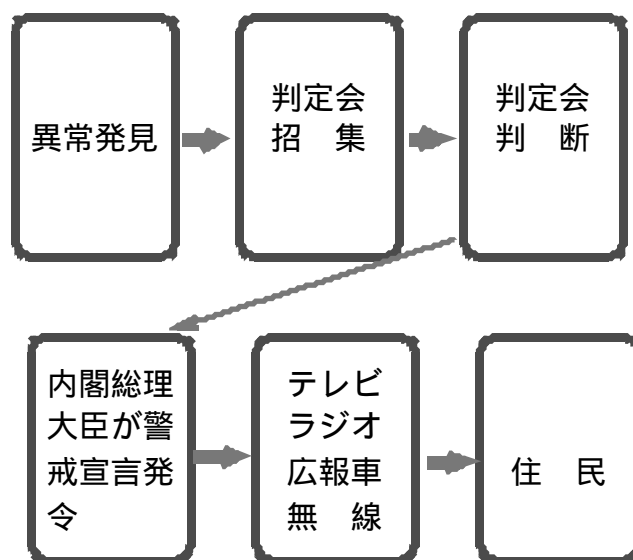 異常発見
判定会
招　集
判定会
判　断
内閣総理
大臣が警
戒宣言発
令
テレビ
ラジオ
広報車
無　線
住　民